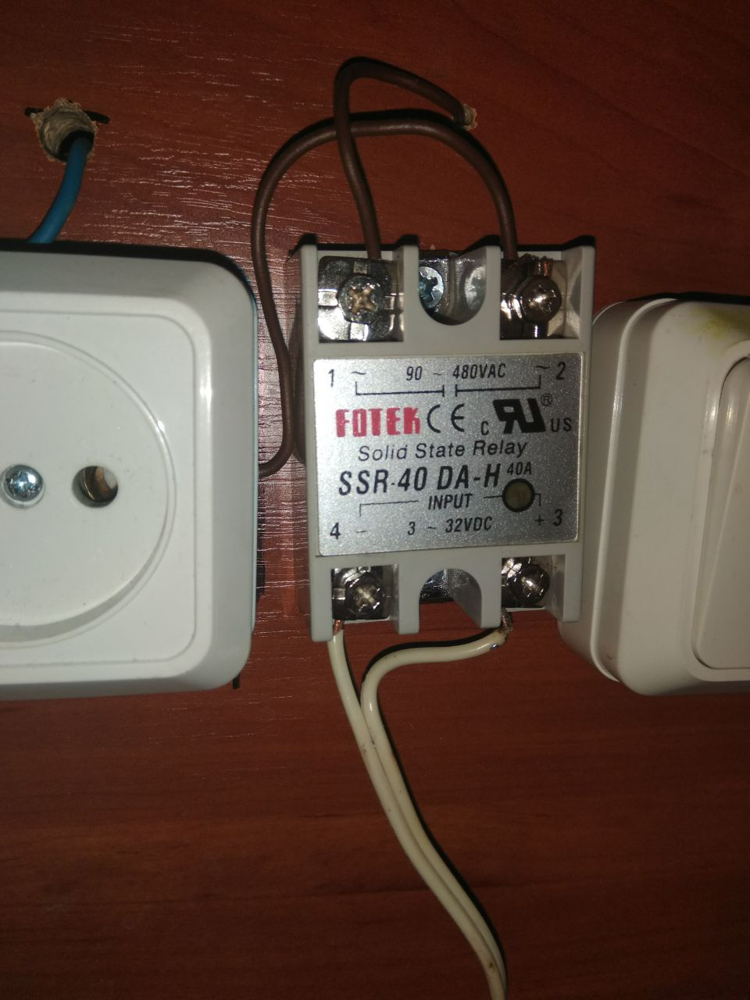 1 ~ 90 ~ 480VAC ~ 2
FOTEK CE c RU ® US
Solid State Relay
SSR-40 DA-H 40A
INPUT
4 - 3 ~ 32VDC + 3